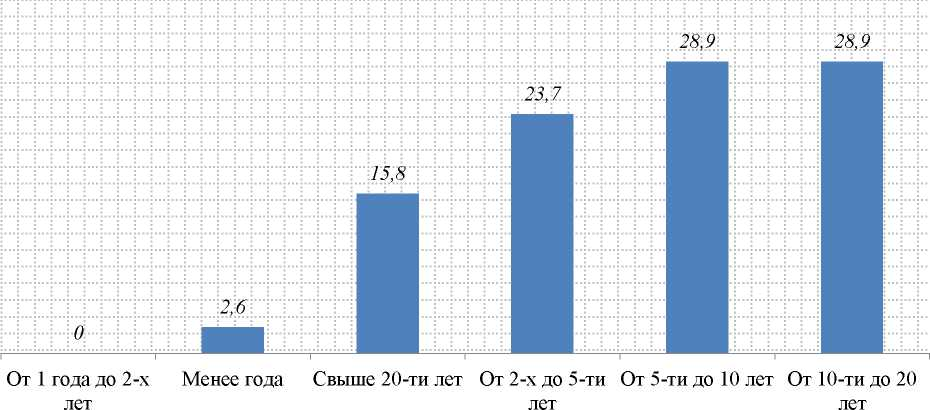 28,9
28,9
23,7
15,8
2,6
0
От 1 года до 2-х
лет
Менее года
Свыше 20-ти лет
От 2-х до 5-ти
лет
От 5-ти до 10 лет
От 10-ти до 20
лет